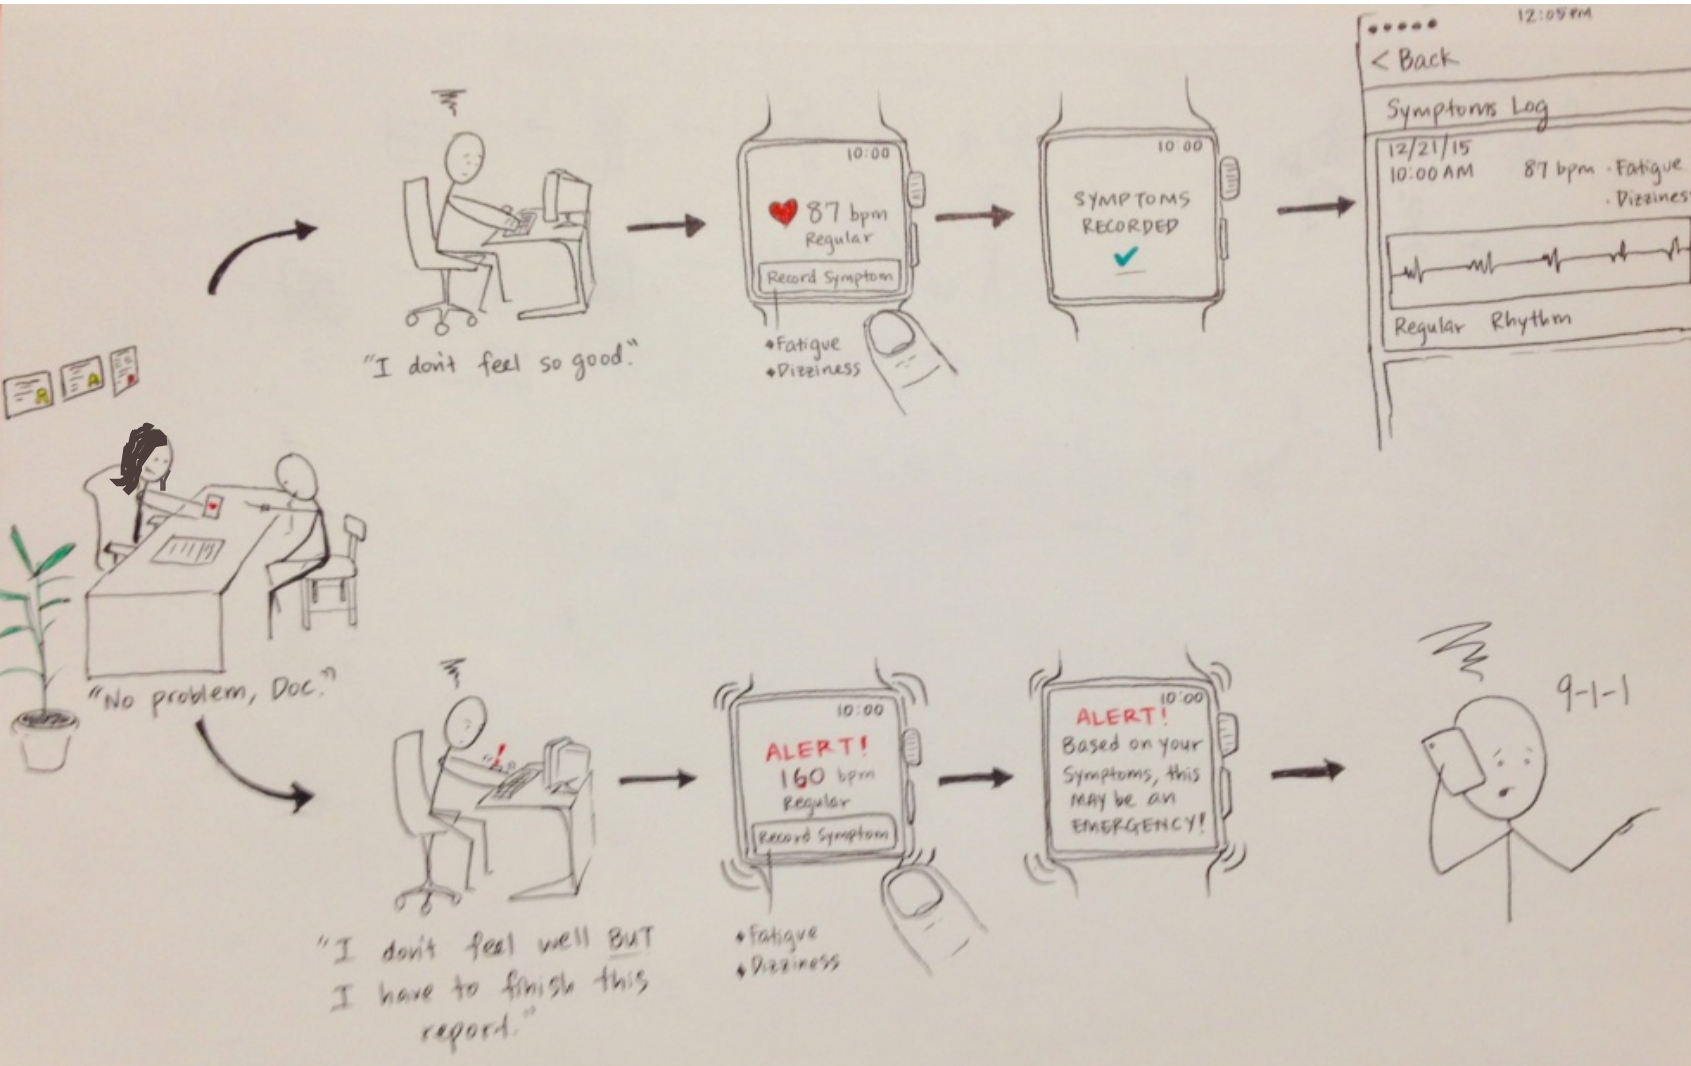 "No problem, Doc."
"I don't feel so good."
10:00
87 bpm
Regular
Record Symptom
Fatigue
Dizziness
10:00
SYMPTOMS
RECORDED
12:05 PM
< Back
Symptoms Log
12/21/15
10:00 AM 87 bpm · Fatigue
· Dizziness
Regular Rhythm
"I don't feel well BUT
I have to finish this
report."
10:00
ALERT!
160 bpm
Regular
Record Symptom
Fatigue
Dizziness
10:00
ALERT!
Based on your
Symptoms, this
MAY be an
EMERGENCY!
9-1-1